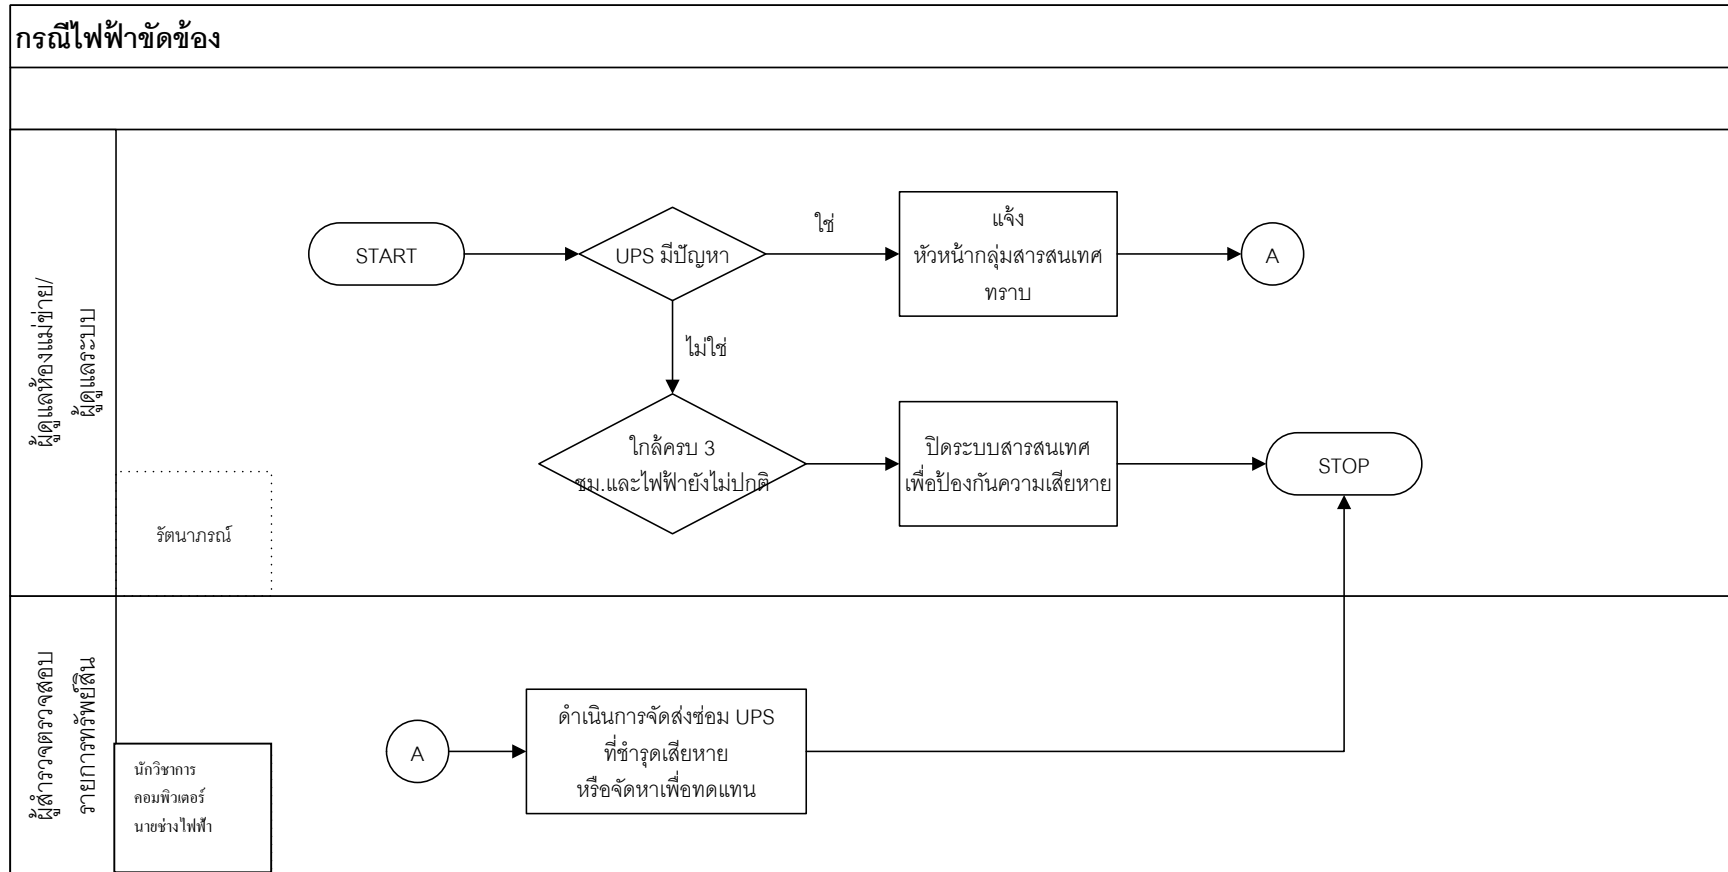 กรณีไฟฟ้าขัดข้อง
ผู้ดูแลห้องแม่ข่าย/
ผู้ดูแลระบบ
START
UPS มีปัญหา
ใช่
แจ้ง
หัวหน้ากลุ่มสารสนเทศ
ทราบ
A
ไม่ใช่
ใกล้ครบ 3
ชม.และไฟฟ้ายังไม่ปกติ
ปิดระบบสารสนเทศ
เพื่อป้องกันความเสียหาย
STOP
รัตนาภรณ์
ผู้สำรวจตรวจสอบ
รายการทรัพย์สิน
A
ดำเนินการจัดส่งซ่อม UPS
ที่ชำรุดเสียหาย
หรือจัดหาเพื่อทดแทน
นักวิชาการ
คอมพิวเตอร์
นายช่างไฟฟ้า